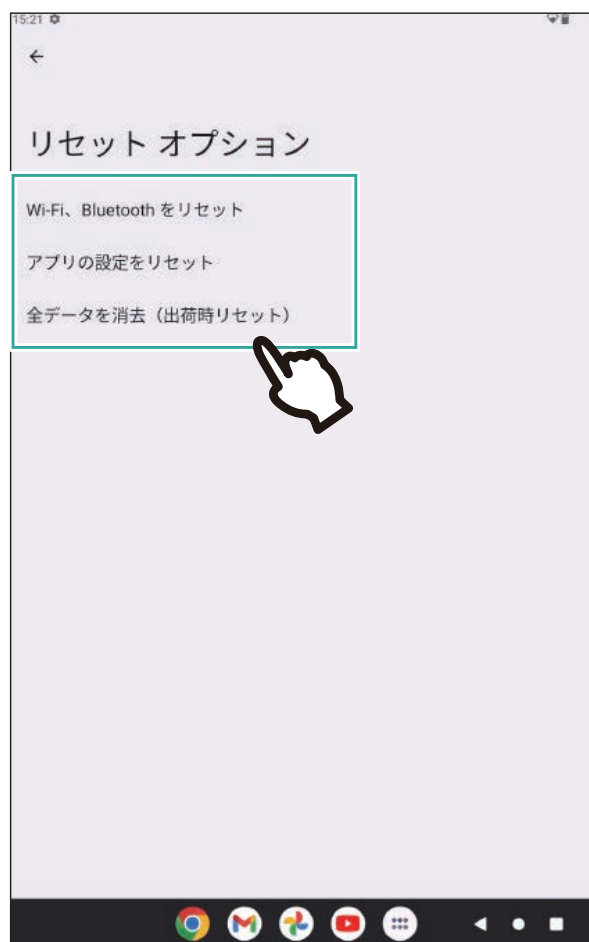 15:21
リセット オプション
Wi-Fi、Bluetooth をリセット
アプリの設定をリセット
全データを消去（出荷時リセット）